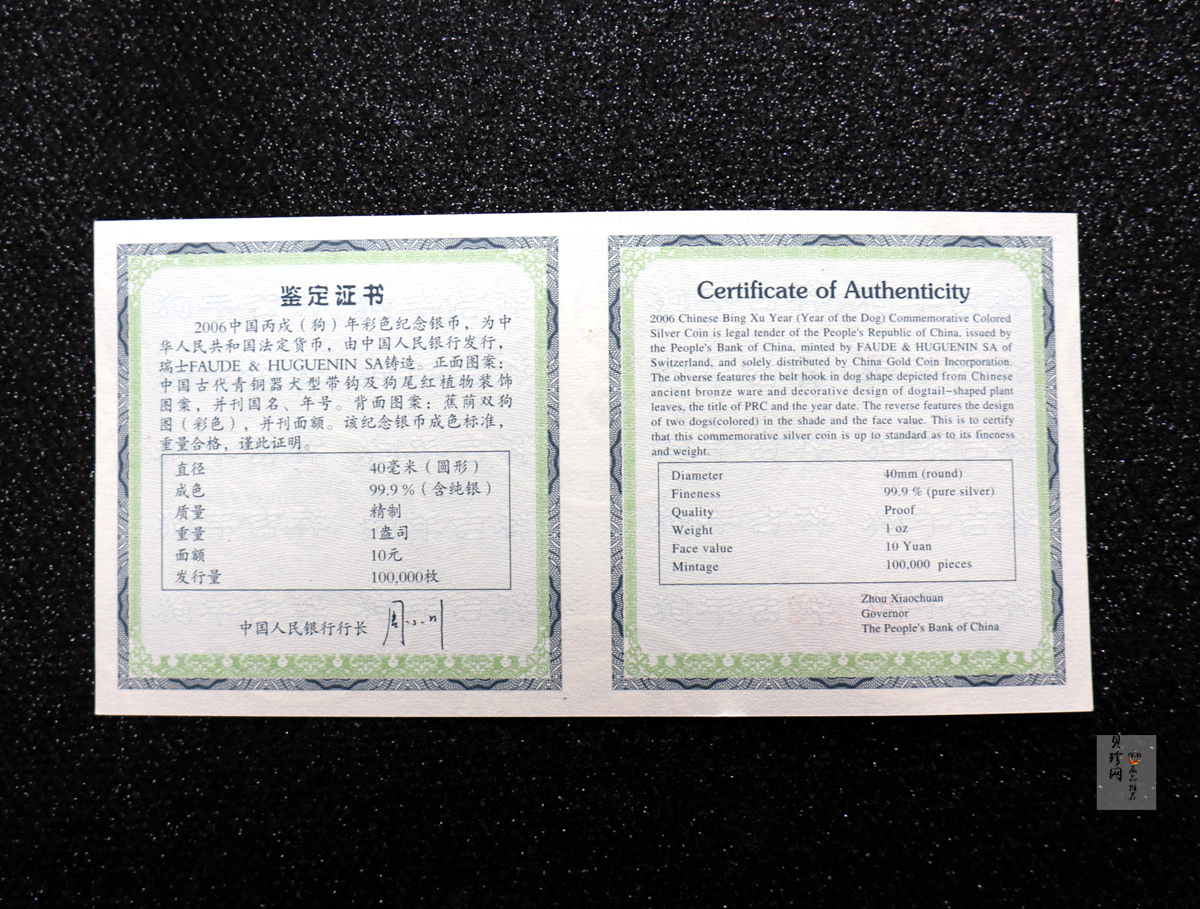 鉴定证书
2006中国丙戌（狗）年彩色纪念银币，为中
华人民共和国法定货币，由中国人民银行发行，
瑞士FAUDE & HUGUENIN SA铸造。正面图案：
中国古代青铜器犬型带钩及狗尾红植物装饰
图案，并刊国名、年号。背面图案：蕉荫双狗
图（彩色），并刊面额。该纪念银币成色标准，
重量合格，谨此证明。
直径 40毫米（圆形）
成色 99.9％（含纯银）
质量 精制
重量 1盎司
面额 10元
发行量 100,000枚
中国人民银行行长 周小川
Certificate of Authenticity
2006 Chinese Bing Xu Year (Year of the Dog) Commemorative Colored
Silver Coin is legal tender of the People's Republic of China, issued by
the People's Bank of China, minted by FAUDE & HUGUENIN SA of
Switzerland, and solely distributed by China Gold Coin Incorporation.
The obverse features the belt hook in dog shape depicted from Chinese
ancient bronze ware and decorative design of dogtail-shaped plant
leaves, the title of PRC and the year date. The reverse features the design
of two dogs(colored) in the shade and the face value. This is to certify
that this commemorative silver coin is up to standard as to its fineness
and weight.
Diameter 40mm (round)
Fineness 99.9 % (pure silver)
Quality Proof
Weight 1 oz
Face value 10 Yuan
Mintage 100,000 pieces
Zhou Xiaochuan
Governor
The People's Bank of China
贝珍网